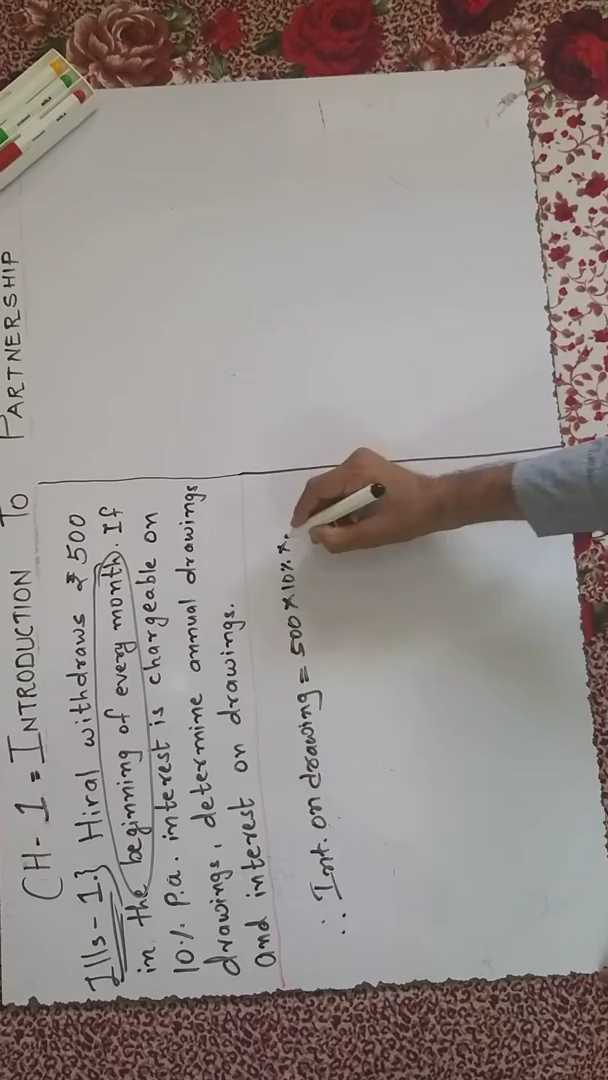 CH-1 = INTRODUCTION TO PARTNERSHIP
Ills-1:} Hiral withdraws ₹500
in the beginning of every month. If
10% p.a. interest is chargeable on
drawings, determine annual drawings
and interest on drawings.
∴ Int. on drawing = 500 × 10% ×